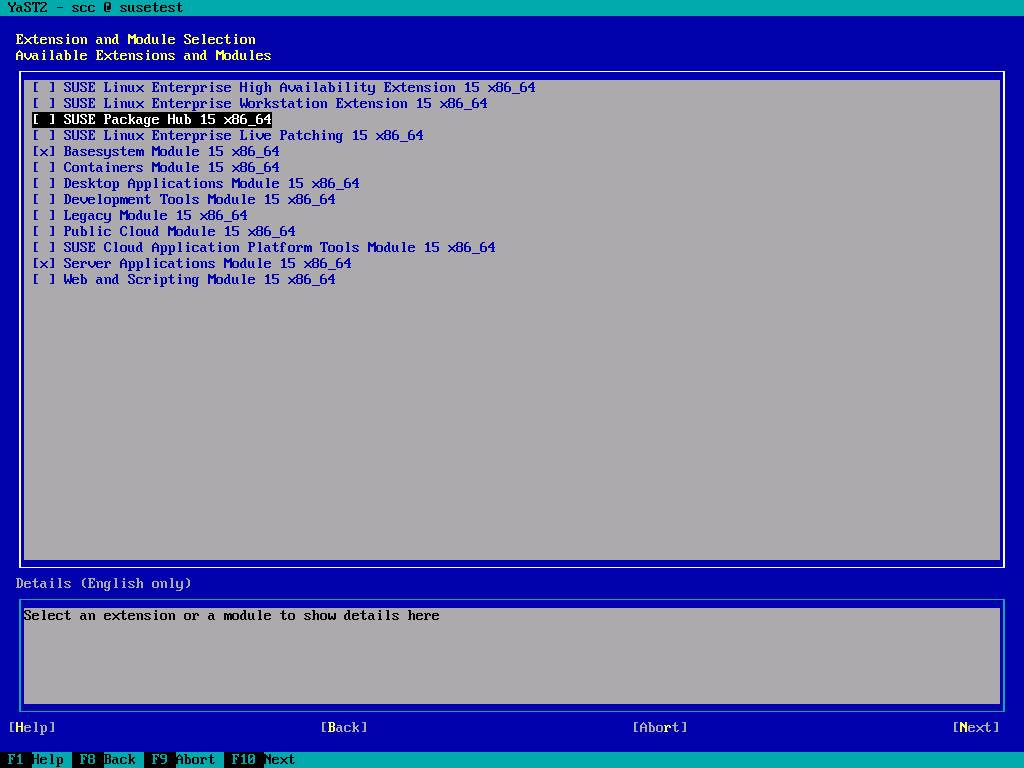 YaST2 - scc @ susetest
Extension and Module Selection
Available Extensions and Modules
[ ] SUSE Linux Enterprise High Availability Extension 15 x86_64
[ ] SUSE Linux Enterprise Workstation Extension 15 x86_64
[ ] SUSE Package Hub 15 x86_64
[ ] SUSE Linux Enterprise Live Patching 15 x86_64
[x] Basesystem Module 15 x86_64
[ ] Containers Module 15 x86_64
[ ] Desktop Applications Module 15 x86_64
[ ] Development Tools Module 15 x86_64
[ ] Legacy Module 15 x86_64
[ ] Public Cloud Module 15 x86_64
[ ] SUSE Cloud Application Platform Tools Module 15 x86_64
[x] Server Applications Module 15 x86_64
[ ] Web and Scripting Module 15 x86_64
Details (English only)
Select an extension or a module to show details here
[Help] [Back] [Abort] [Next]
F1 Help F8 Back F9 Abort F10 Next